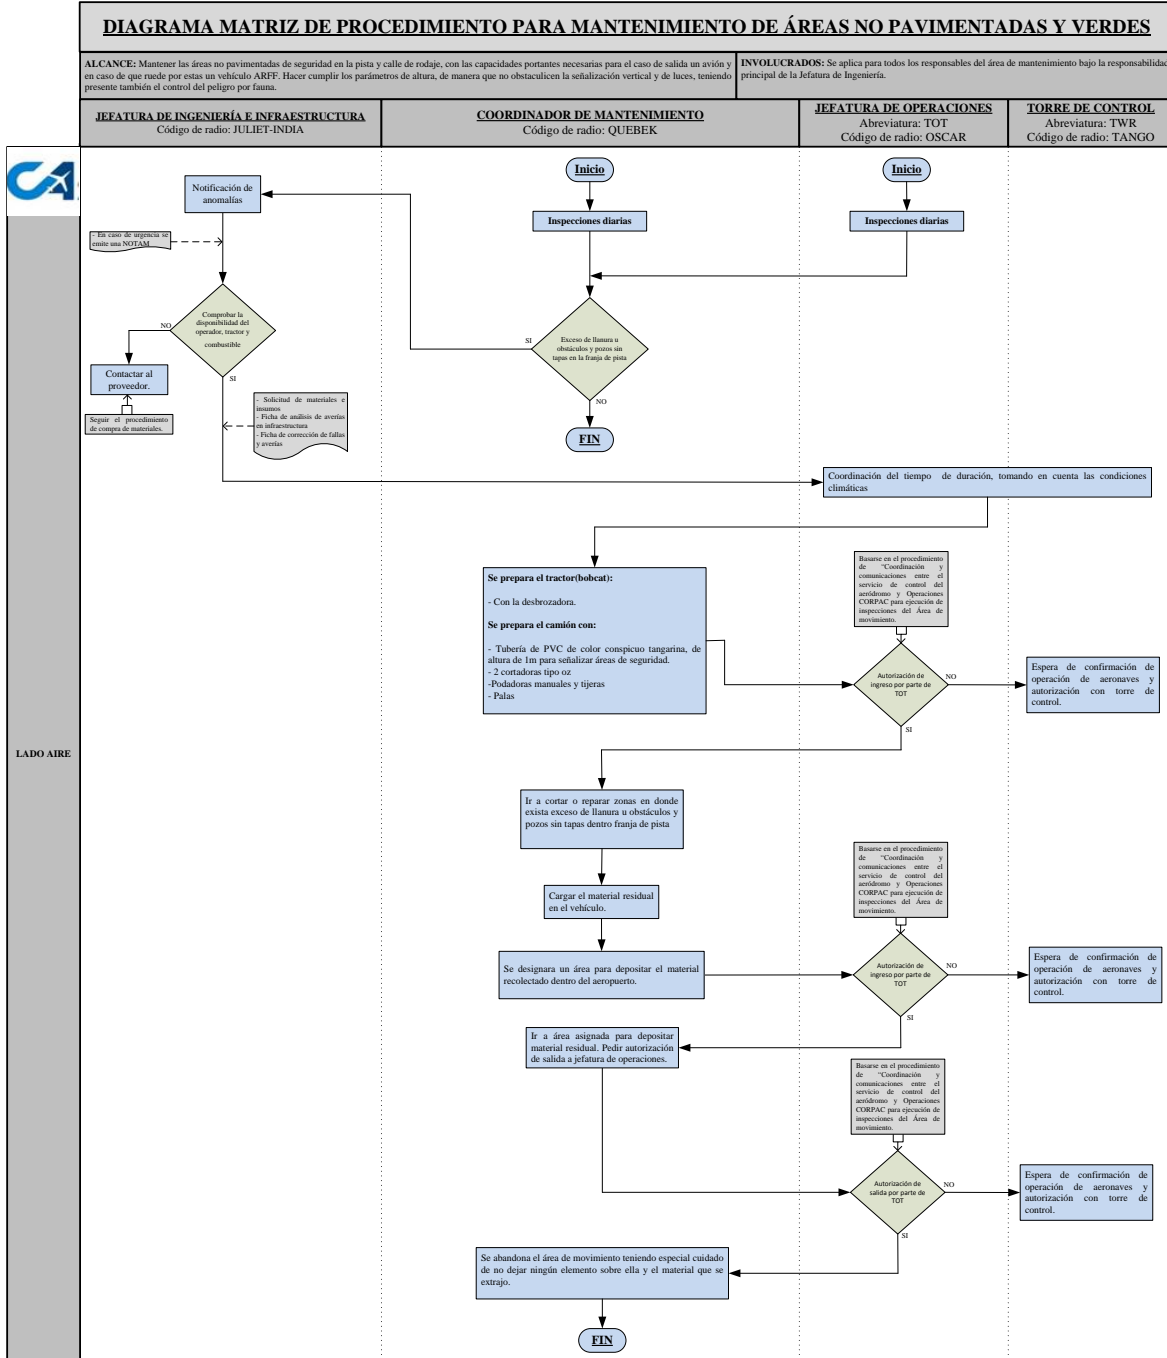 DIAGRAMA MATRIZ DE PROCEDIMIENTO PARA MANTENIMIENTO DE ÁREAS NO PAVIMENTADAS Y VERDES
ALCANCE: Mantener las áreas no pavimentadas de seguridad en la pista y calle de rodaje, con las capacidades portantes necesarias para el caso de salida un avión y
en caso de que ruede por estas un vehículo ARFF. Hacer cumplir los parámetros de altura, de manera que no obstaculicen la señalización vertical y de luces, teniendo
presente también el control del peligro por fauna.
INVOLUCRADOS: Se aplica para todos los responsables del área de mantenimiento bajo la responsabilidad
principal de la Jefatura de Ingeniería.
JEFATURA DE INGENIERÍA E INFRAESTRUCTURA
Código de radio: JULIET-INDIA
COORDINADOR DE MANTENIMIENTO
Código de radio: QUEBEK
JEFATURA DE OPERACIONES
Abreviatura: TOT
Código de radio: OSCAR
TORRE DE CONTROL
Abreviatura: TWR
Código de radio: TANGO
CA
LADO AIRE
Inicio
Inicio
Notificación de
anomalías
Inspecciones diarias
Inspecciones diarias
- En caso de urgencia se
emite una NOTAM
Comprobar la
disponibilidad del
operador, tractor y
combustible
NO
SI
Exceso de llanura u
obstáculos y pozos sin
tapas en la franja de pista
SI
NO
FIN
Contactar al
proveedor.
Seguir el procedimiento
de compra de materiales.
- Solicitud de materiales e
insumos
- Ficha de análisis de averías
en infraestructura
- Ficha de corrección de fallas
y averías
Coordinación del tiempo de duración, tomando en cuenta las condiciones
climáticas
Se prepara el tractor(bobcat):
- Con la desbrozadora.
Se prepara el camión con:
- Tubería de PVC de color conspicuo tangarina, de
altura de 1m para señalizar áreas de seguridad.
- 2 cortadoras tipo oz
-Podadoras manuales y tijeras
- Palas
Basarse en el procedimiento
de "Coordinación y
comunicaciones entre el
servicio de control del
aeródromo y Operaciones
CORPAC para ejecución de
inspecciones del Área de
movimiento.
Autorización de
ingreso por parte de
TOT
NO
SI
Espera de confirmación de
operación de aeronaves y
autorización con torre de
control.
Ir a cortar o reparar zonas en donde
exista exceso de llanura u obstáculos y
pozos sin tapas dentro franja de pista
Cargar el material residual
en el vehículo.
Se designara un área para depositar el material
recolectado dentro del aeropuerto.
Basarse en el procedimiento
de "Coordinación y
comunicaciones entre el
servicio de control del
aeródromo y Operaciones
CORPAC para ejecución de
inspecciones del Área de
movimiento.
Autorización de
ingreso por parte de
TOT
NO
SI
Espera de confirmación de
operación de aeronaves y
autorización con torre de
control.
Ir a área asignada para depositar
material residual. Pedir autorización
de salida a jefatura de operaciones.
Basarse en el procedimiento
de "Coordinación y
comunicaciones entre el
servicio de control del
aeródromo y Operaciones
CORPAC para ejecución de
inspecciones del Área de
movimiento.
Autorización de
salida por parte de
TOT
NO
SI
Espera de confirmación de
operación de aeronaves y
autorización con torre de
control.
Se abandona el área de movimiento teniendo especial cuidado
de no dejar ningún elemento sobre ella y el material que se
extrajo.
FIN